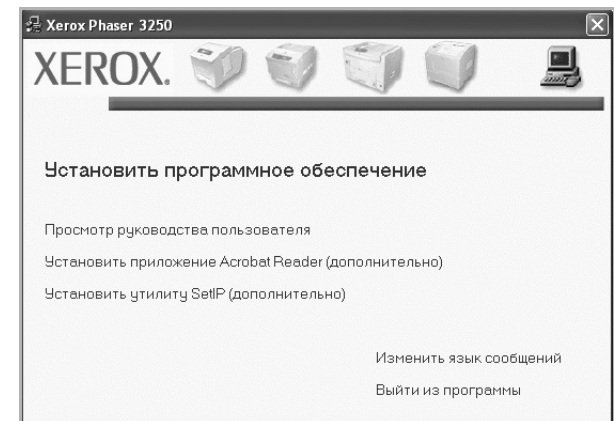 Xerox Phaser 3250
XEROX.
Установить программное обеспечение
Просмотр руководства пользователя
Установить приложение Acrobat Reader (дополнительно)
Установить утилиту SetIP (дополнительно)
Изменить язык сообщений
Выйти из программы